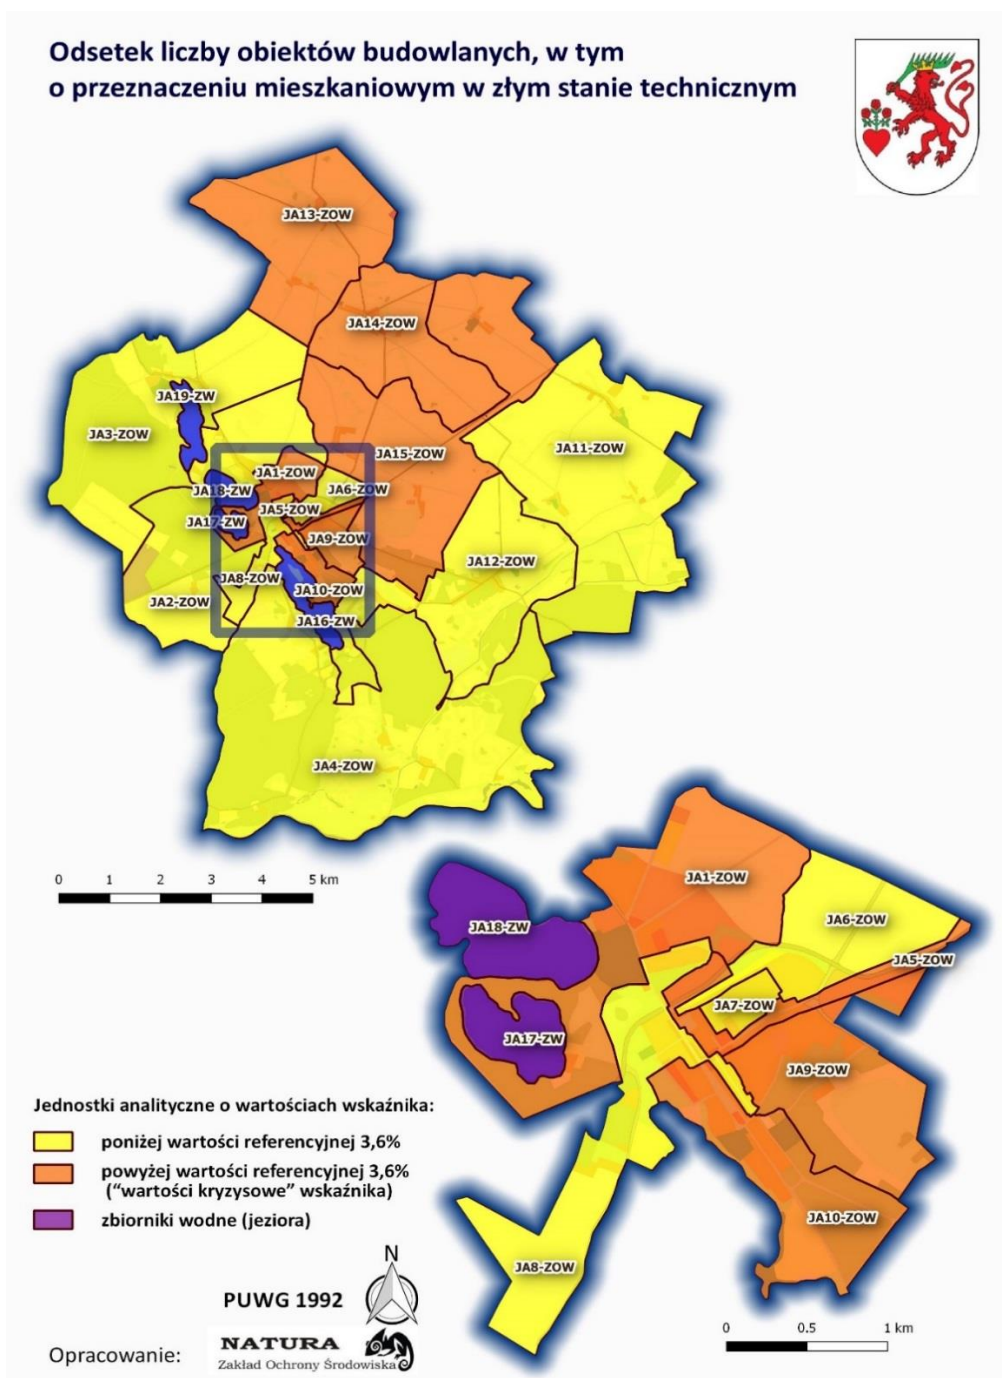 Odsetek liczby obiektów budowlanych, w tym
o przeznaczeniu mieszkaniowym w złym stanie technicznym
JA13-ZOW
JA14-ZOW
JA19-ZW
JA3-ZOW
JA15-ZOW
JA11-ZOW
JA1-ZOW
JA18-ZW
JA6-ZOW
JA5-ZOW
JA17-ZW
JA9-ZOW
JA12-ZOW
JA8-ZOW
JA10-ZOW
JA2-ZOW
JA16-ZW
JA4-ZOW
0 1 2 3 4 5 km
JA1-ZOW
JA6-ZOW
JA18-ZW
JA5-ZOW
JA7-ZOW
JA17-ZW
JA9-ZOW
JA10-ZOW
JA8-ZOW
Jednostki analityczne o wartościach wskaźnika:
poniżej wartości referencyjnej 3,6%
powyżej wartości referencyjnej 3,6%
("wartości kryzysowe" wskaźnika)
zbiorniki wodne (jeziora)
N
PUWG 1992
0 0.5 1 km
Opracowanie:
NATURA
Zakład Ochrony Środowiska